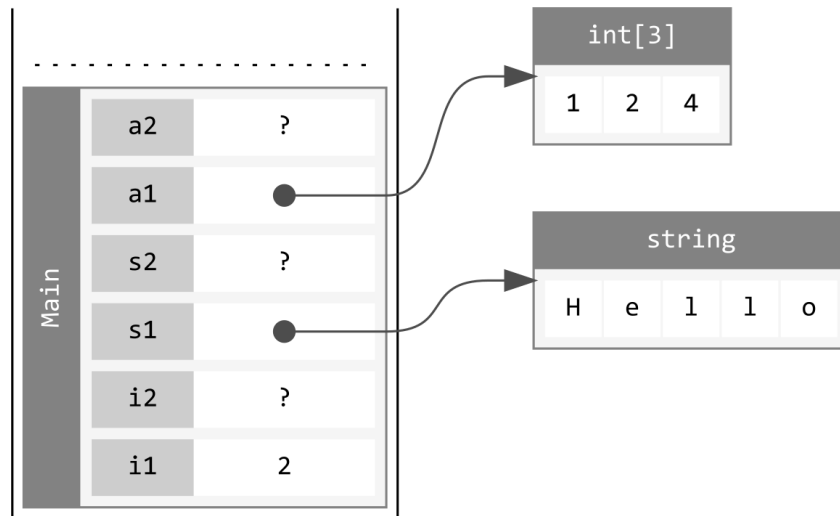 int[3]
1 2 4
a2 ?
a1
string
s2 ?
H e l l o
Main
s1
i2 ?
i1 2